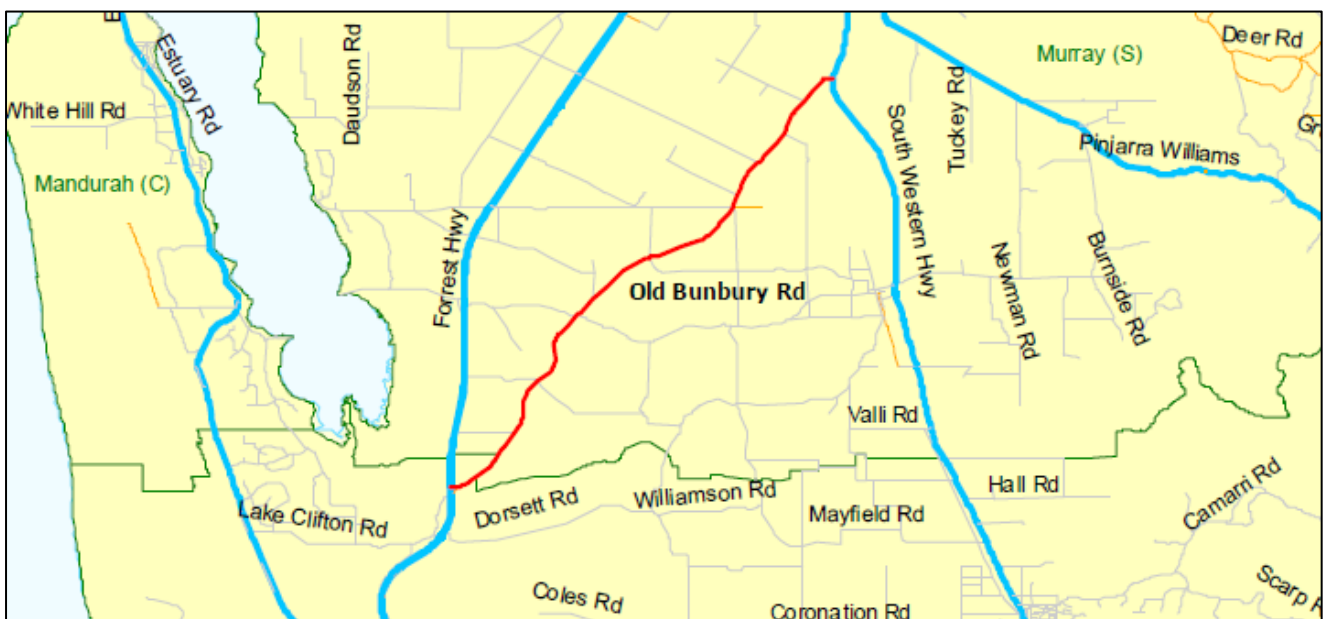 Estuary Rd
Daudson Rd
Deer Rd
Murray (S)
Tuckey Rd
White Hill Rd
South Western Hwy
Pinjarra Williams
Mandurah (C)
Forrest Hwy
Old Bunbury Rd
Newman Rd
Burnside Rd
Valli Rd
Hall Rd
Camarri Rd
Lake Clifton Rd
Dorsett Rd
Williamson Rd
Mayfield Rd
Scarp
Coles Rd
Coronation Rd